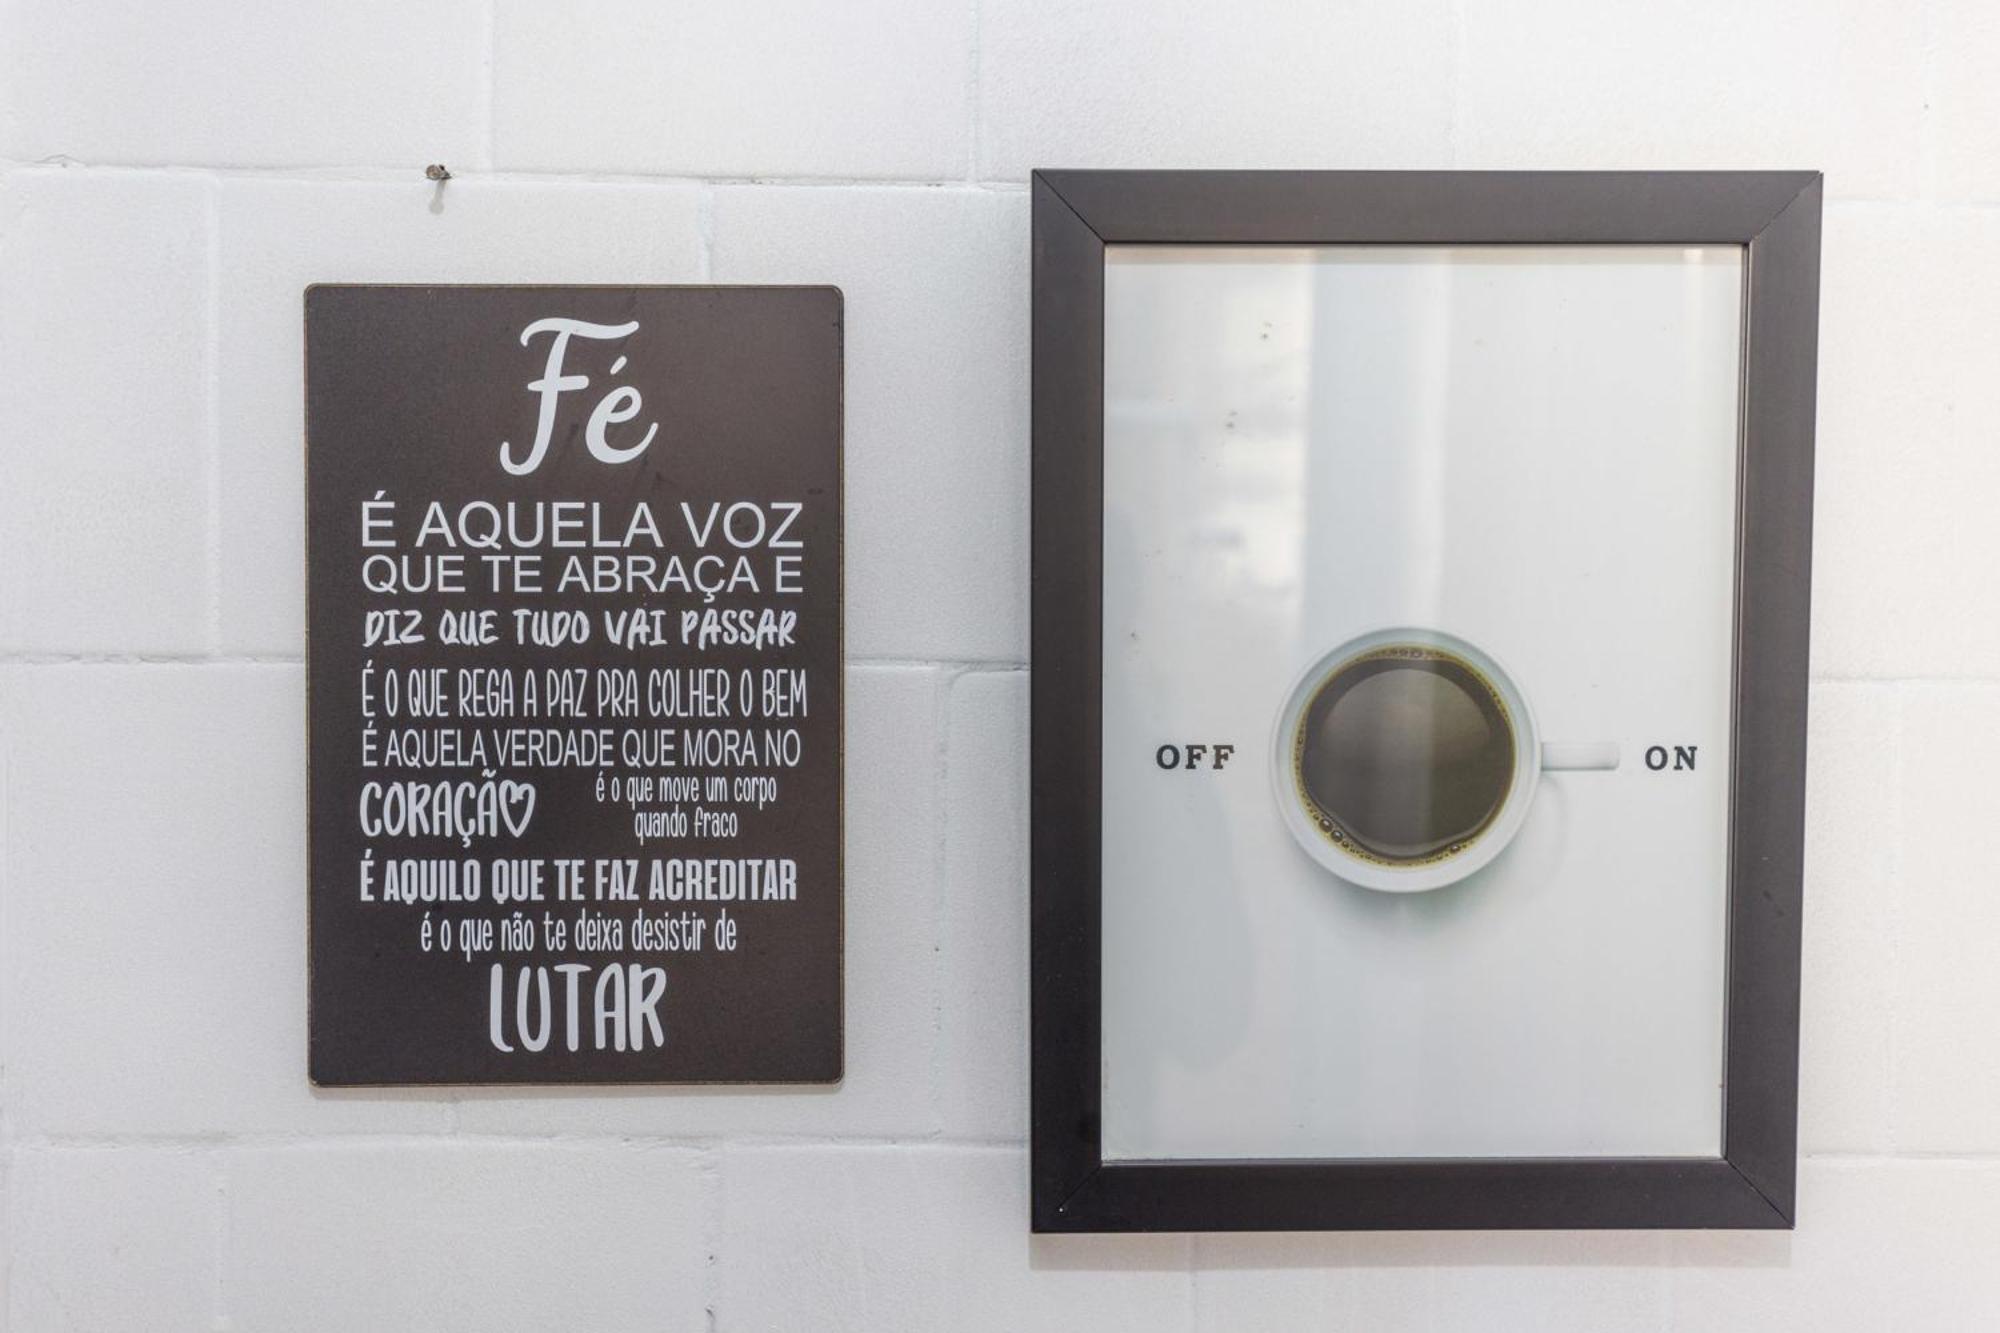 Fé
É AQUELA VOZ
QUE TE ABRAÇA E
DIZ QUE TUDO VAI PASSAR
É O QUE REGA A PAZ PRA COLHER O BEM
É AQUELA VERDADE QUE MORA NO
CORAÇÃO
é o que move um corpo
quando fraco
É AQUILO QUE TE FAZ ACREDITAR
é o que não te deixa desistir de
LUTAR
OFF
ON